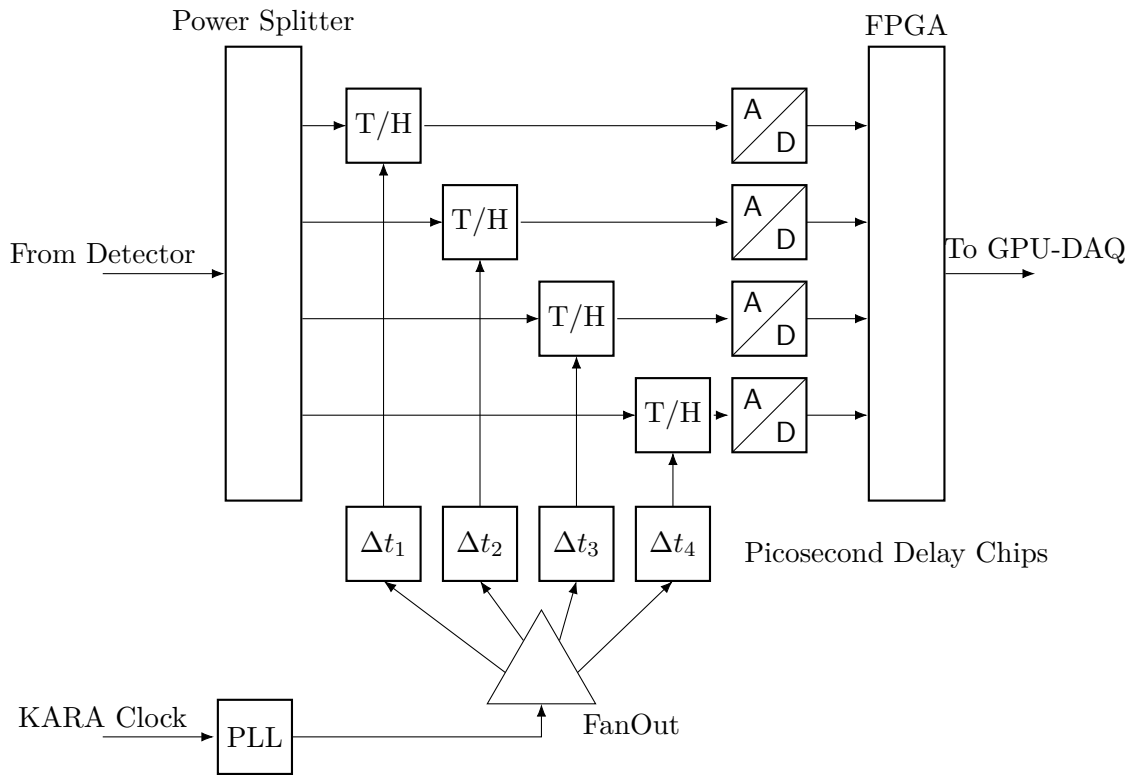 Power Splitter
FPGA
T/H
A
D
T/H
A
D
From Detector
To GPU-DAQ
T/H
A
D
T/H
A
D
Δt₁
Δt₂
Δt₃
Δt₄
Picosecond Delay Chips
KARA Clock
PLL
FanOut